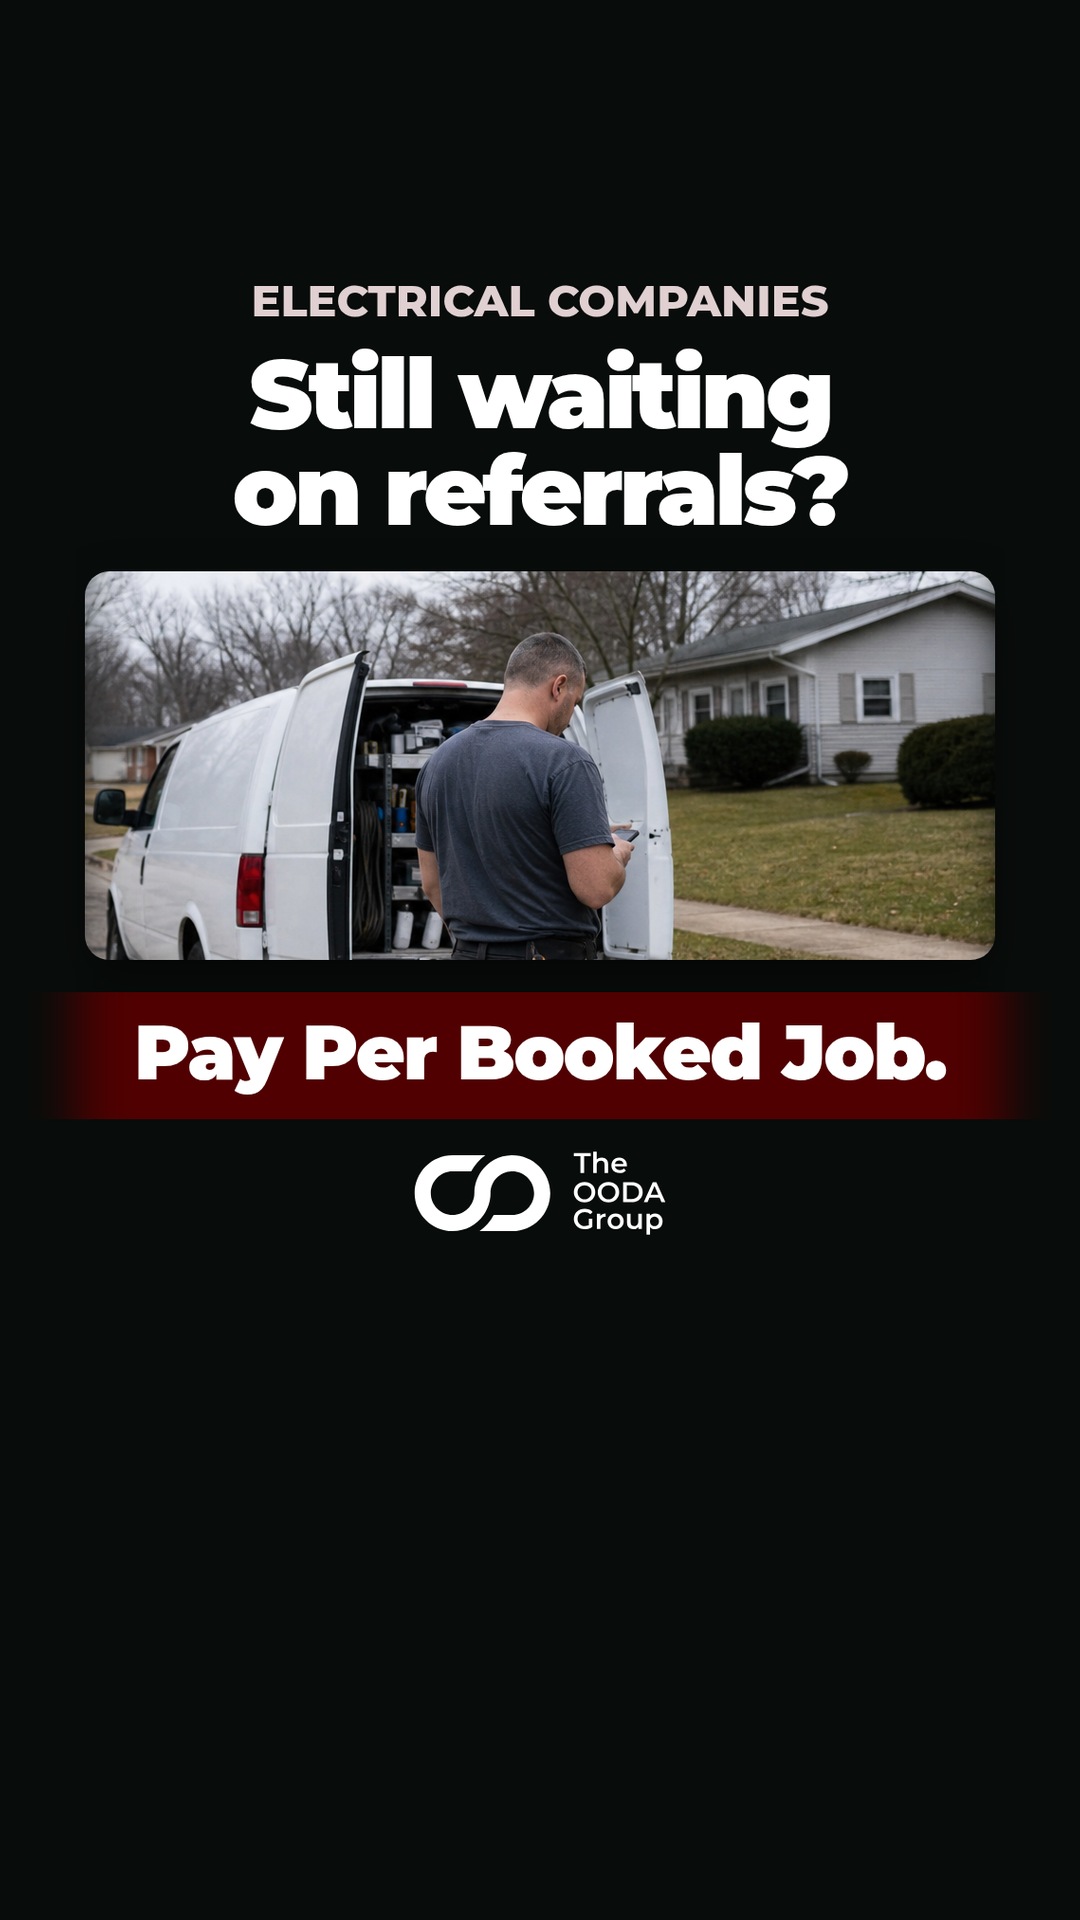 ELECTRICAL COMPANIES
Still waiting
on referrals?
Pay Per Booked Job.
The
OODA
Group